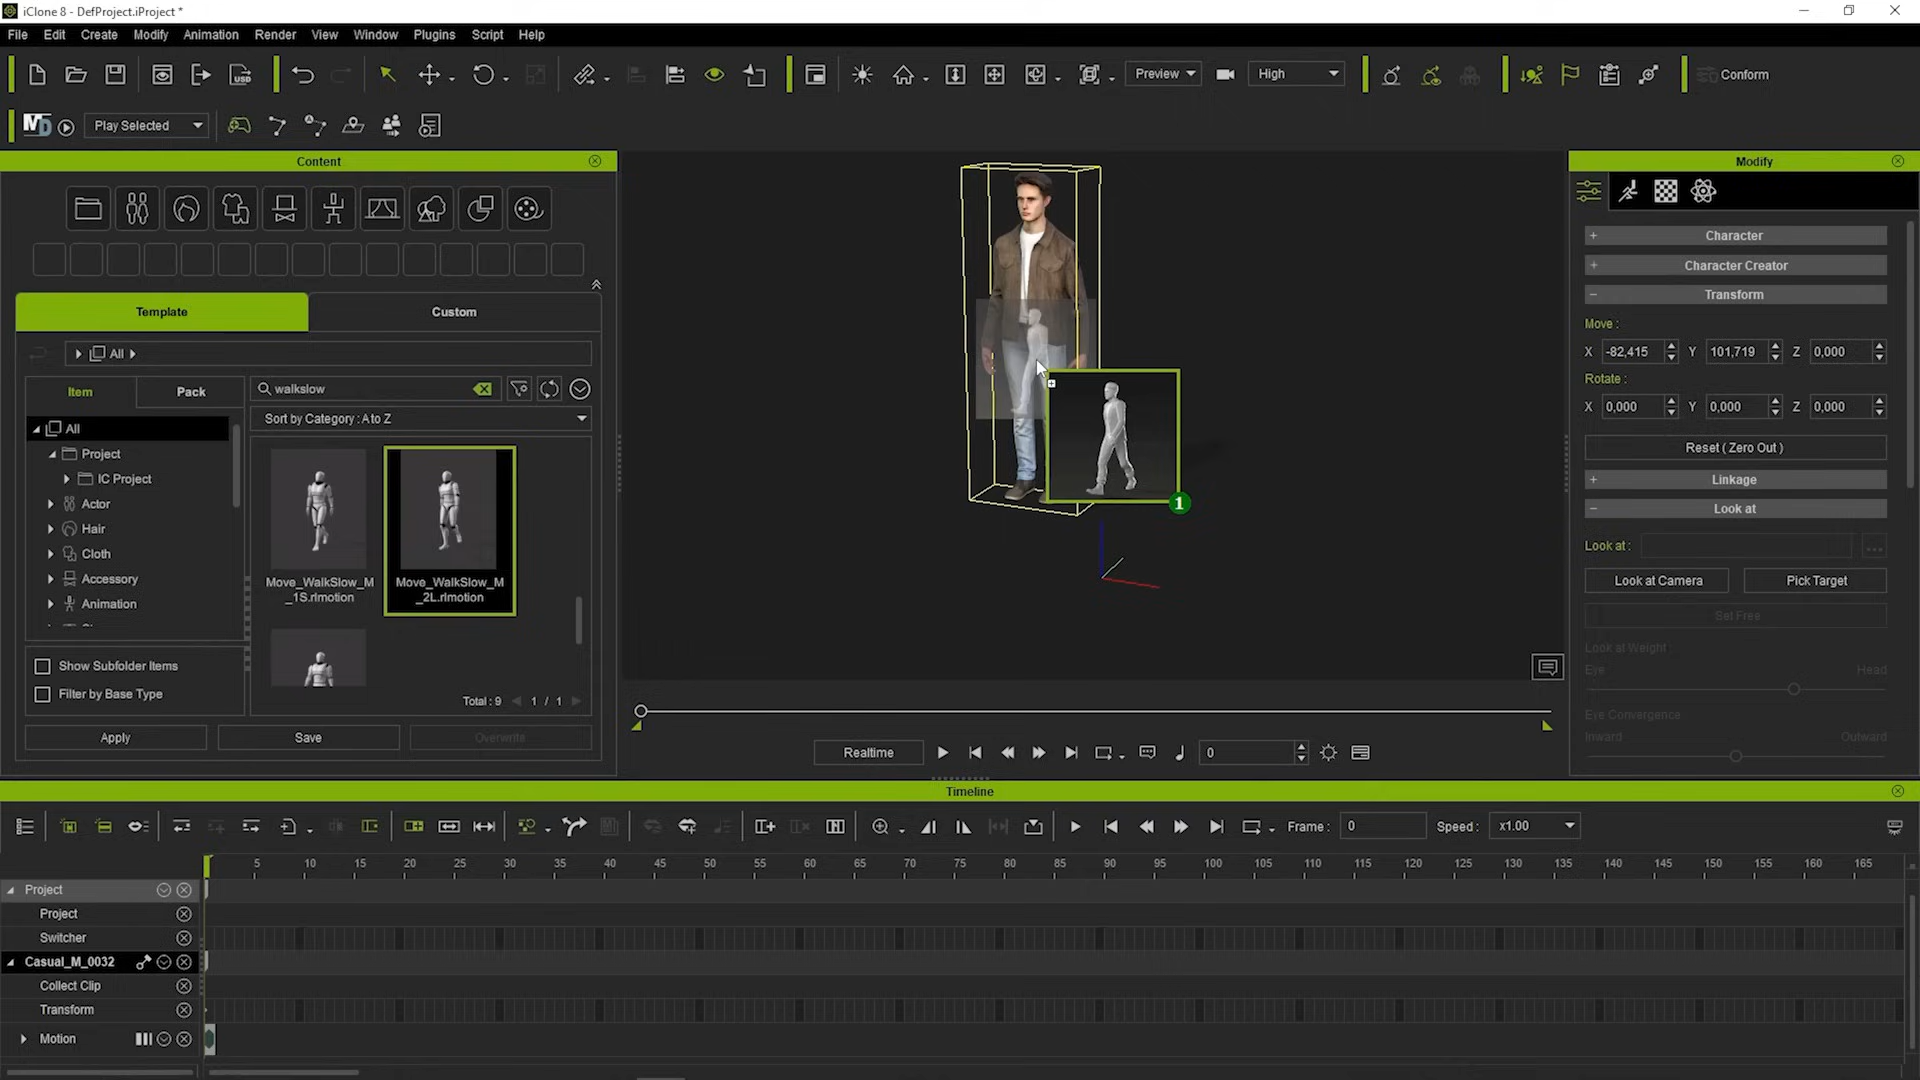 iClone 8 - DefProject.iProject *
File Edit Create Modify Animation Render View Window Plugins Script Help
Preview High Conform
MD Play Selected
Content
Template Custom
All
Item Pack
walkslow
Sort by Category : A to Z
All
Project
IC Project
Actor
Hair
Cloth
Accessory
Animation
Move_WalkSlow_M
_1S.rlmotion
Move_WalkSlow_M
_2L.rlmotion
Show Subfolder Items
Filter by Base Type
Total : 9 1 / 1
Apply Save Overwrite
1
Modify
Character
Character Creator
Transform
Move :
X -82,415 Y 101,719 Z 0,000
Rotate :
X 0,000 Y 0,000 Z 0,000
Reset ( Zero Out )
Linkage
Look at
Look at : ...
Look at Camera Pick Target
Set Free
Look at Weight :
Eye Head
Eye Convergence
Inward Outward
Realtime 0
Timeline
Frame : 0 Speed : x1.00
5 10 15 20 25 30 35 40 45 50 55 60 65 70 75 80 85 90 95 100 105 110 115 120 125 130 135 140 145 150 155 160 165
Project
Project
Switcher
Casual_M_0032
Collect Clip
Transform
Motion